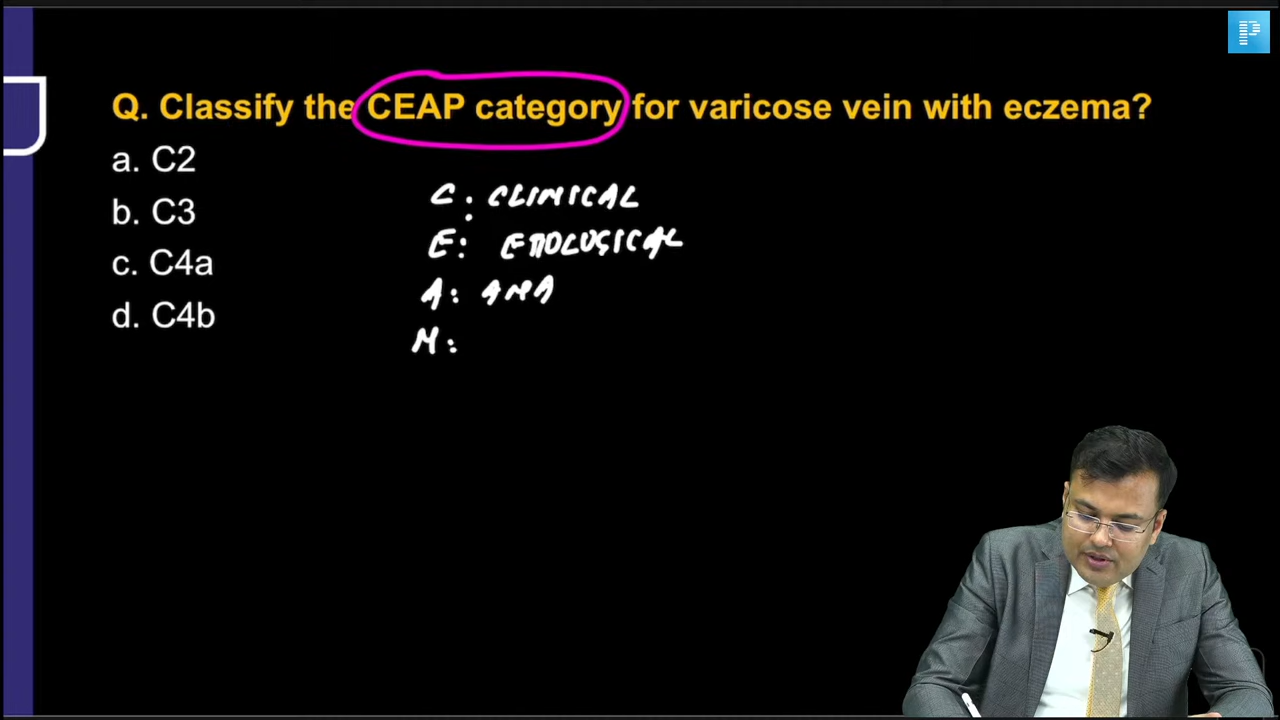 Q. Classify the CEAP category for varicose vein with eczema?
a. C2
b. C3
c. C4a
d. C4b
C: CLINICAL
E: ETIOLOGICAL
A: ANA
M:
P